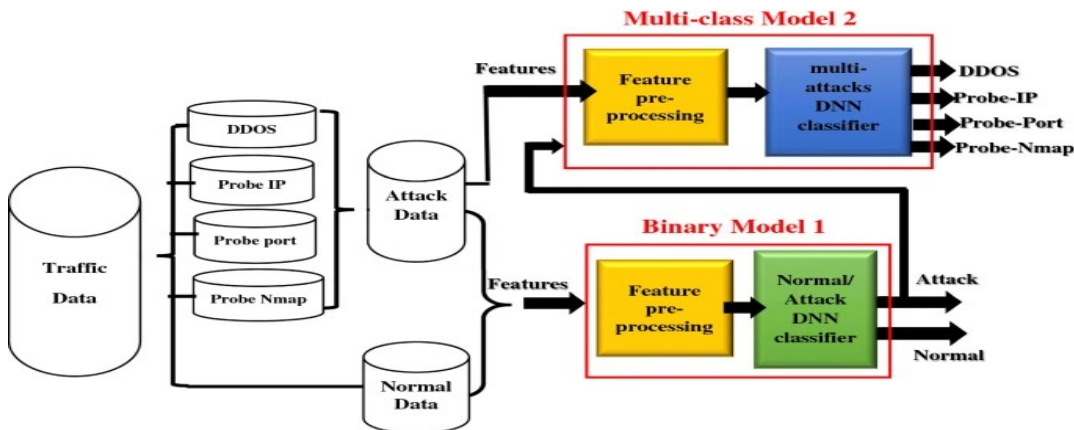 Multi-class Model 2
Features
Feature
pre-
processing
multi-
attacks
DNN
classifier
DDOS
Probe-IP
Probe-Port
Probe-Nmap
DDOS
Probe IP
Probe port
Probe Nmap
Traffic
Data
Attack
Data
Normal
Data
Binary Model 1
Features
Feature
pre-
processing
Normal/
Attack
DNN
classifier
Attack
Normal